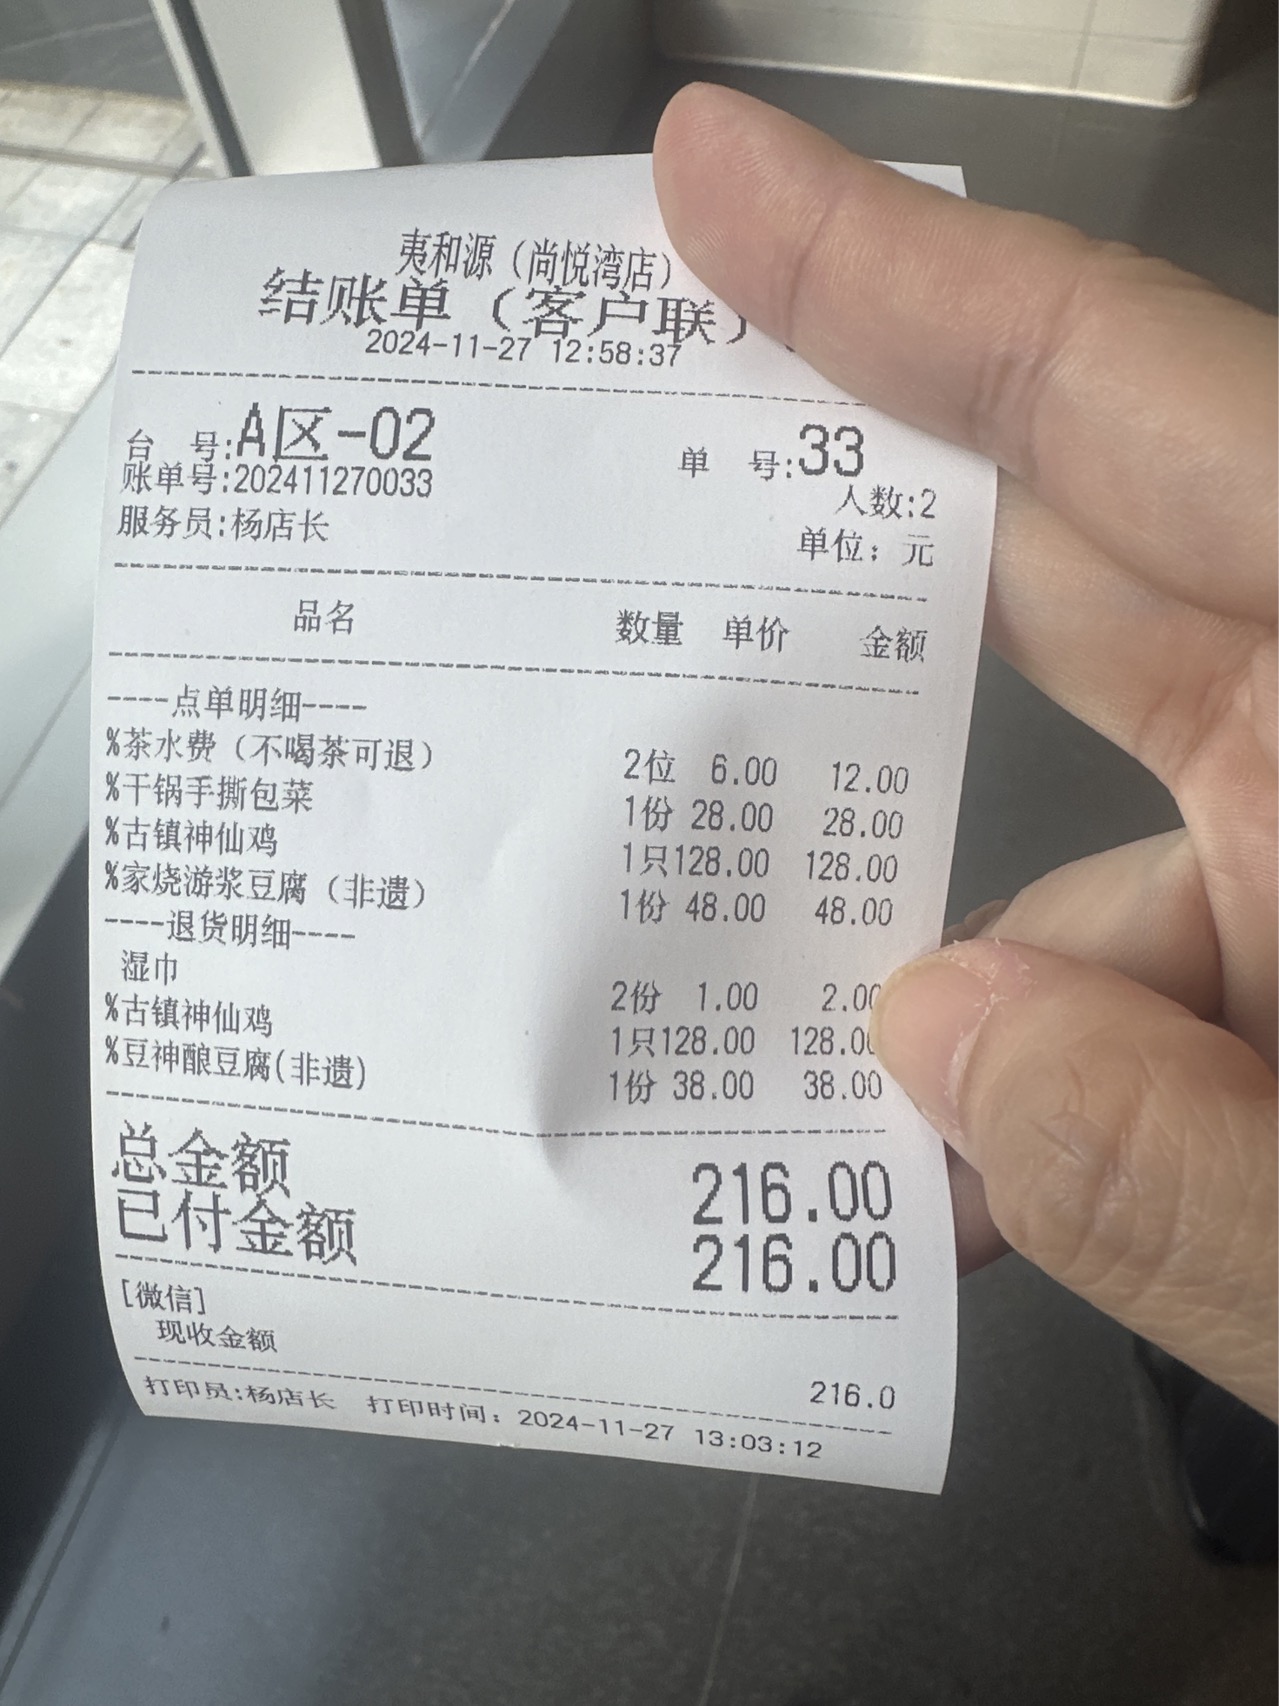 夷和源（尚悦湾店）
结账单（客户联）
2024-11-27 12:58:37
台 号:A区-02 单 号:33
账单号:202411270033 人数:2
服务员:杨店长 单位：元
品名 数量 单价 金额
----点单明细----
%茶水费（不喝茶可退） 2位 6.00 12.00
%干锅手撕包菜 1份 28.00 28.00
%古镇神仙鸡 1只128.00 128.00
%家烧游浆豆腐（非遗） 1份 48.00 48.00
----退货明细----
湿巾 2份 1.00 2.00
%古镇神仙鸡 1只128.00 128.00
%豆神酿豆腐(非遗) 1份 38.00 38.00
总金额 216.00
已付金额 216.00
[微信]
现收金额 216.0
打印员:杨店长 打印时间：2024-11-27 13:03:12